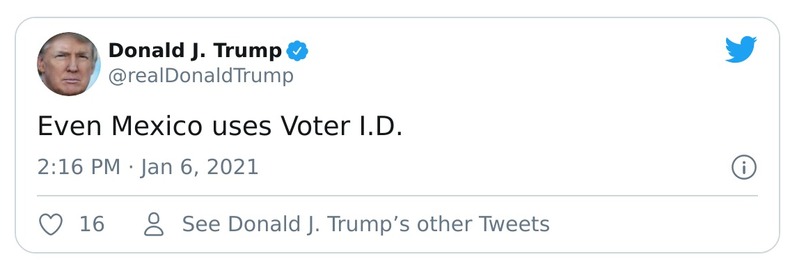 Donald J. Trump
@realDonaldTrump
Even Mexico uses Voter I.D.
2:16 PM · Jan 6, 2021
16 See Donald J. Trump’s other Tweets